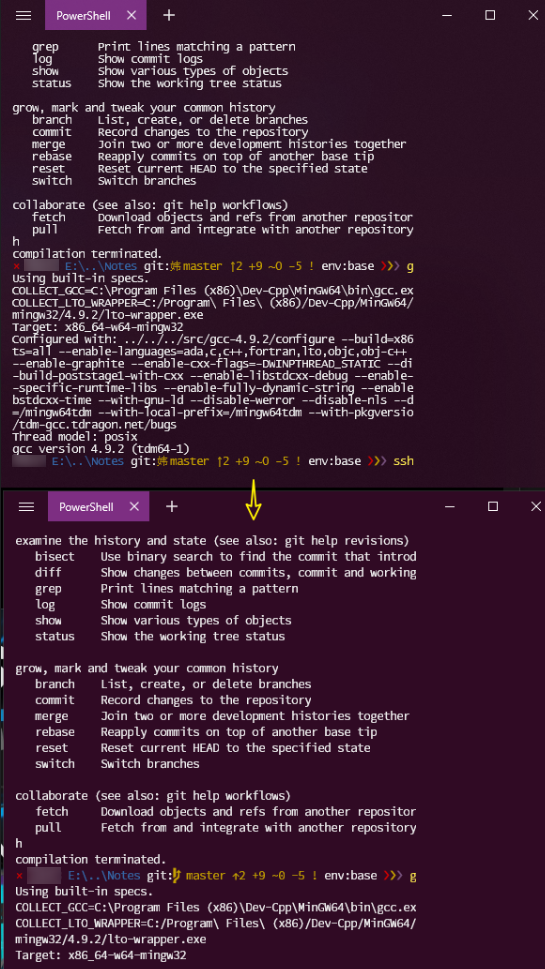 PowerShell
grep Print lines matching a pattern
log Show commit logs
show Show various types of objects
status Show the working tree status
grow, mark and tweak your common history
branch List, create, or delete branches
commit Record changes to the repository
merge Join two or more development histories together
rebase Reapply commits on top of another base tip
reset Reset current HEAD to the specified state
switch Switch branches
collaborate (see also: git help workflows)
fetch Download objects and refs from another repositor
pull Fetch from and integrate with another repository
h
compilation terminated.
× E:\..\Notes git: master ↑2 +9 ~0 -5 ! env:base ❯❯❯ g
Using built-in specs.
COLLECT_GCC=C:\Program Files (x86)\Dev-Cpp\MinGW64\bin\gcc.ex
COLLECT_LTO_WRAPPER=C:/Program\ Files\ (x86)/Dev-Cpp/MinGW64/
mingw32/4.9.2/lto-wrapper.exe
Target: x86_64-w64-mingw32
Configured with: ../../../src/gcc-4.9.2/configure --build=x86
ts=all --enable-languages=ada,c,c++,fortran,lto,objc,obj-c++
--enable-graphite --enable-cxx-flags=-DWINPTHREAD_STATIC --di
-build-poststage1-with-cxx --enable-libstdcxx-debug --enable-
-specific-runtime-libs --enable-fully-dynamic-string --enable
bstdcxx-time --with-gnu-ld --disable-werror --disable-nls --d
=/mingw64tdm --with-local-prefix=/mingw64tdm --with-pkgversio
/tdm-gcc.tdragon.net/bugs
Thread model: posix
gcc version 4.9.2 (tdm64-1)
E:\..\Notes git: master ↑2 +9 ~0 -5 ! env:base ❯❯❯ ssh
PowerShell
examine the history and state (see also: git help revisions)
bisect Use binary search to find the commit that introd
diff Show changes between commits, commit and working
grep Print lines matching a pattern
log Show commit logs
show Show various types of objects
status Show the working tree status
grow, mark and tweak your common history
branch List, create, or delete branches
commit Record changes to the repository
merge Join two or more development histories together
rebase Reapply commits on top of another base tip
reset Reset current HEAD to the specified state
switch Switch branches
collaborate (see also: git help workflows)
fetch Download objects and refs from another repositor
pull Fetch from and integrate with another repository
h
compilation terminated.
× E:\..\Notes git: master ↑2 +9 ~0 -5 ! env:base ❯❯❯ g
Using built-in specs.
COLLECT_GCC=C:\Program Files (x86)\Dev-Cpp\MinGW64\bin\gcc.ex
COLLECT_LTO_WRAPPER=C:/Program\ Files\ (x86)/Dev-Cpp/MinGW64/
mingw32/4.9.2/lto-wrapper.exe
Target: x86_64-w64-mingw32